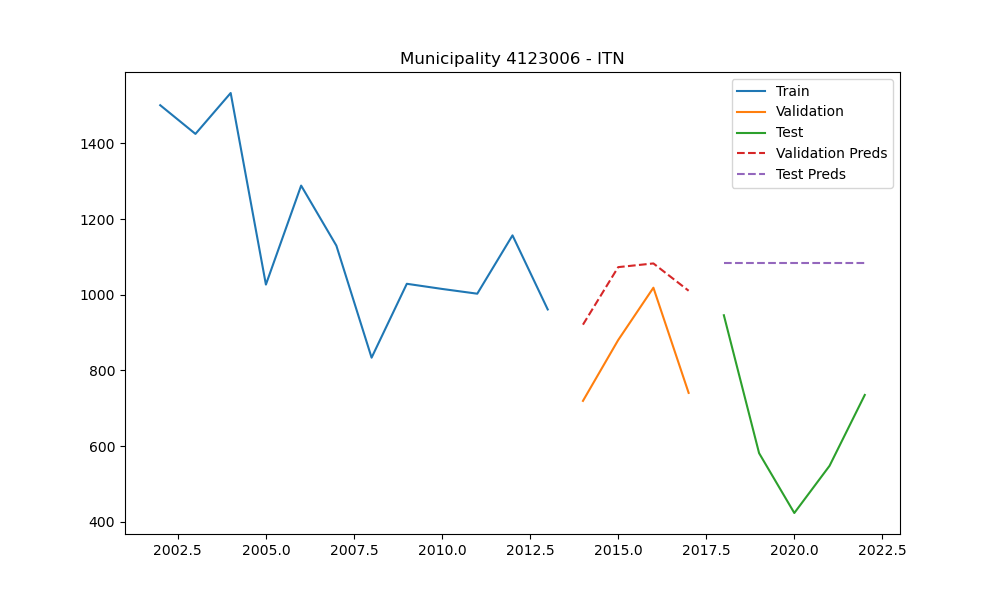 Municipality 4123006 - ITN
Train
Validation
Test
Validation Preds
Test Preds
1400
1200
1000
800
600
400
2002.5 2005.0 2007.5 2010.0 2012.5 2015.0 2017.5 2020.0 2022.5